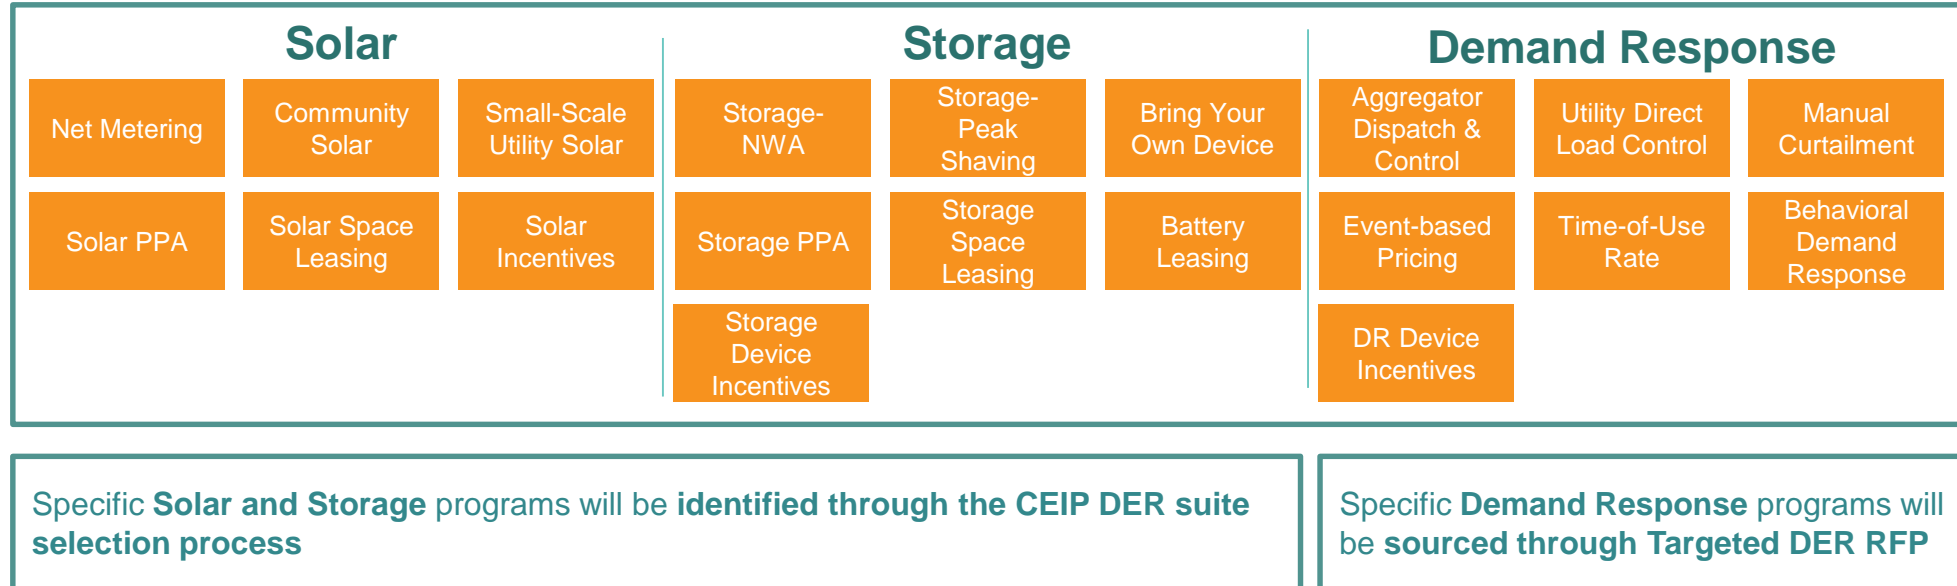 Solar
Net Metering
Community
Solar
Small-Scale
Utility Solar
Solar PPA
Solar Space
Leasing
Solar
Incentives
Storage
Storage-
NWA
Storage-
Peak
Shaving
Bring Your
Own Device
Storage PPA
Storage
Space
Leasing
Battery
Leasing
Storage
Device
Incentives
Demand Response
Aggregator
Dispatch &
Control
Utility Direct
Load Control
Manual
Curtailment
Event-based
Pricing
Time-of-Use
Rate
Behavioral
Demand
Response
DR Device
Incentives
Specific Solar and Storage programs will be identified through the CEIP DER suite
selection process
Specific Demand Response programs will
be sourced through Targeted DER RFP